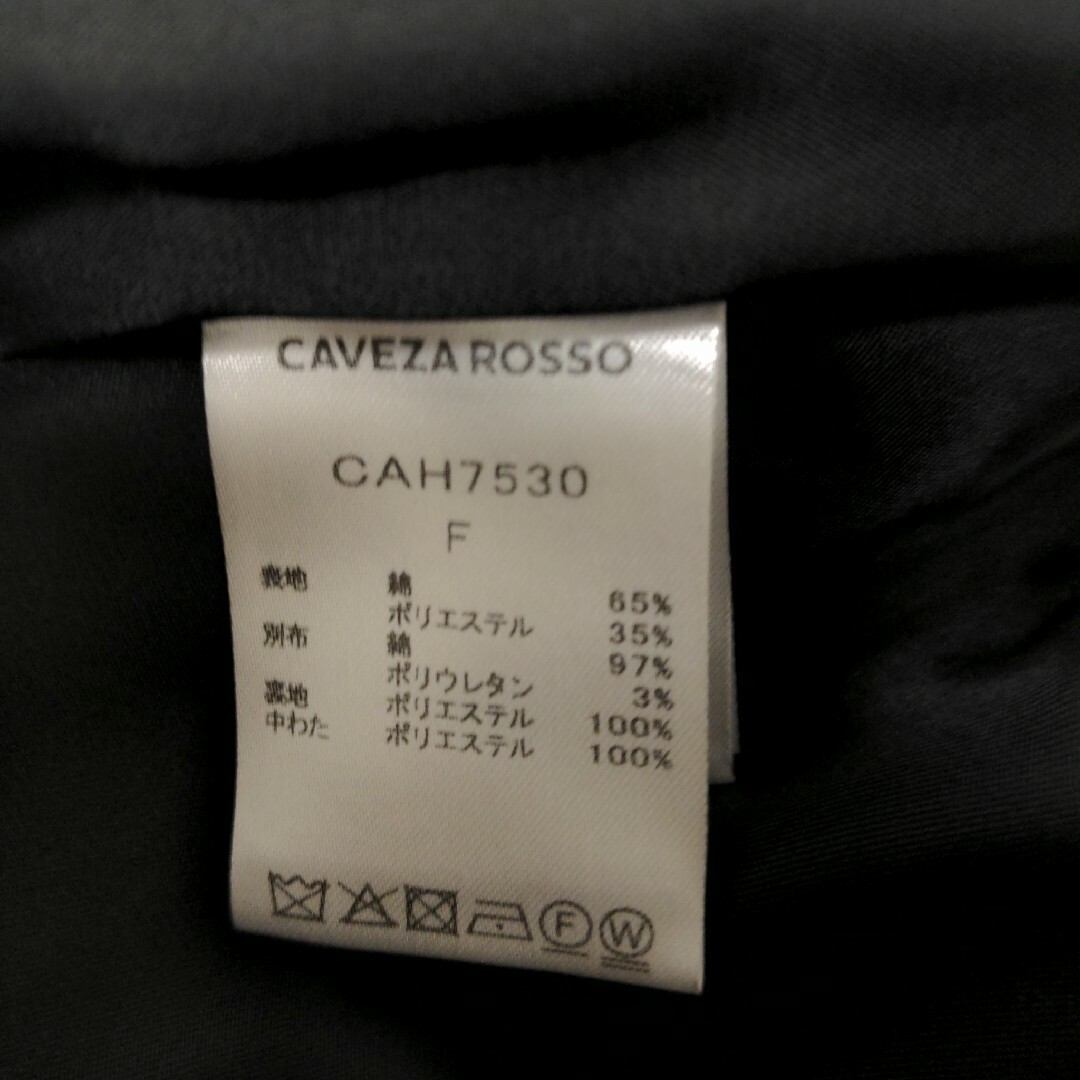 CAVEZA ROSSO
CAH7530
F
表地 綿 65%
ポリエステル 35%
別布 綿 97%
ポリウレタン 3%
裏地 ポリエステル 100%
中わた ポリエステル 100%
F W